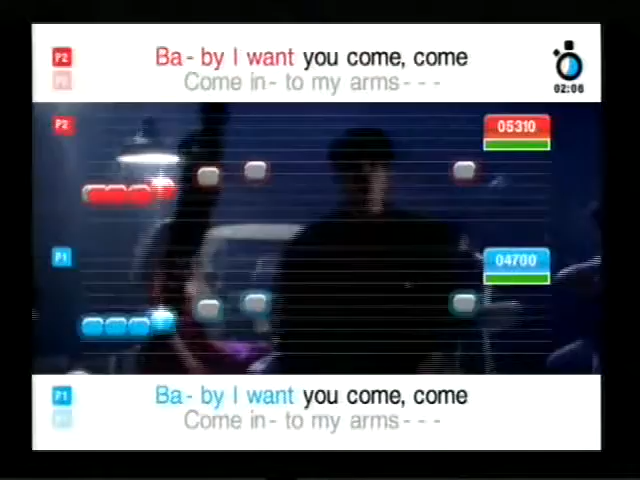 P2 Ba- by I want you come, come
Come in- to my arms- - -
02:06
P2
05310
P1
04700
P1 Ba- by I want you come, come
Come in- to my arms- - -